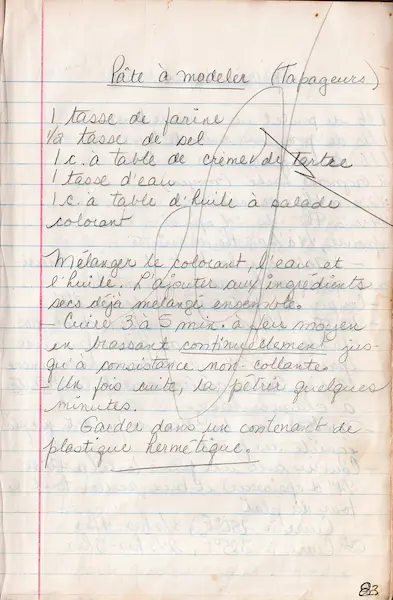 Pâte à modeler (Tapageurs)
1 tasse de farine
1/2 tasse de sel
1 c. à table de crème de tartre
1 tasse d'eau
1 c. à table d'huile à salade
colorant
Mélanger le colorant, l'eau et
l'huile. L'ajouter aux ingrédients
secs déjà mélangé ensemble.
- Cuire 3 à 5 min. à feu moyen
en brassant continuellement jus-
qu'à consistance non-collante.
- Un fois cuite, la pétrir quelques
minutes.
Garder dans un contenant de
plastique hermétique.
83